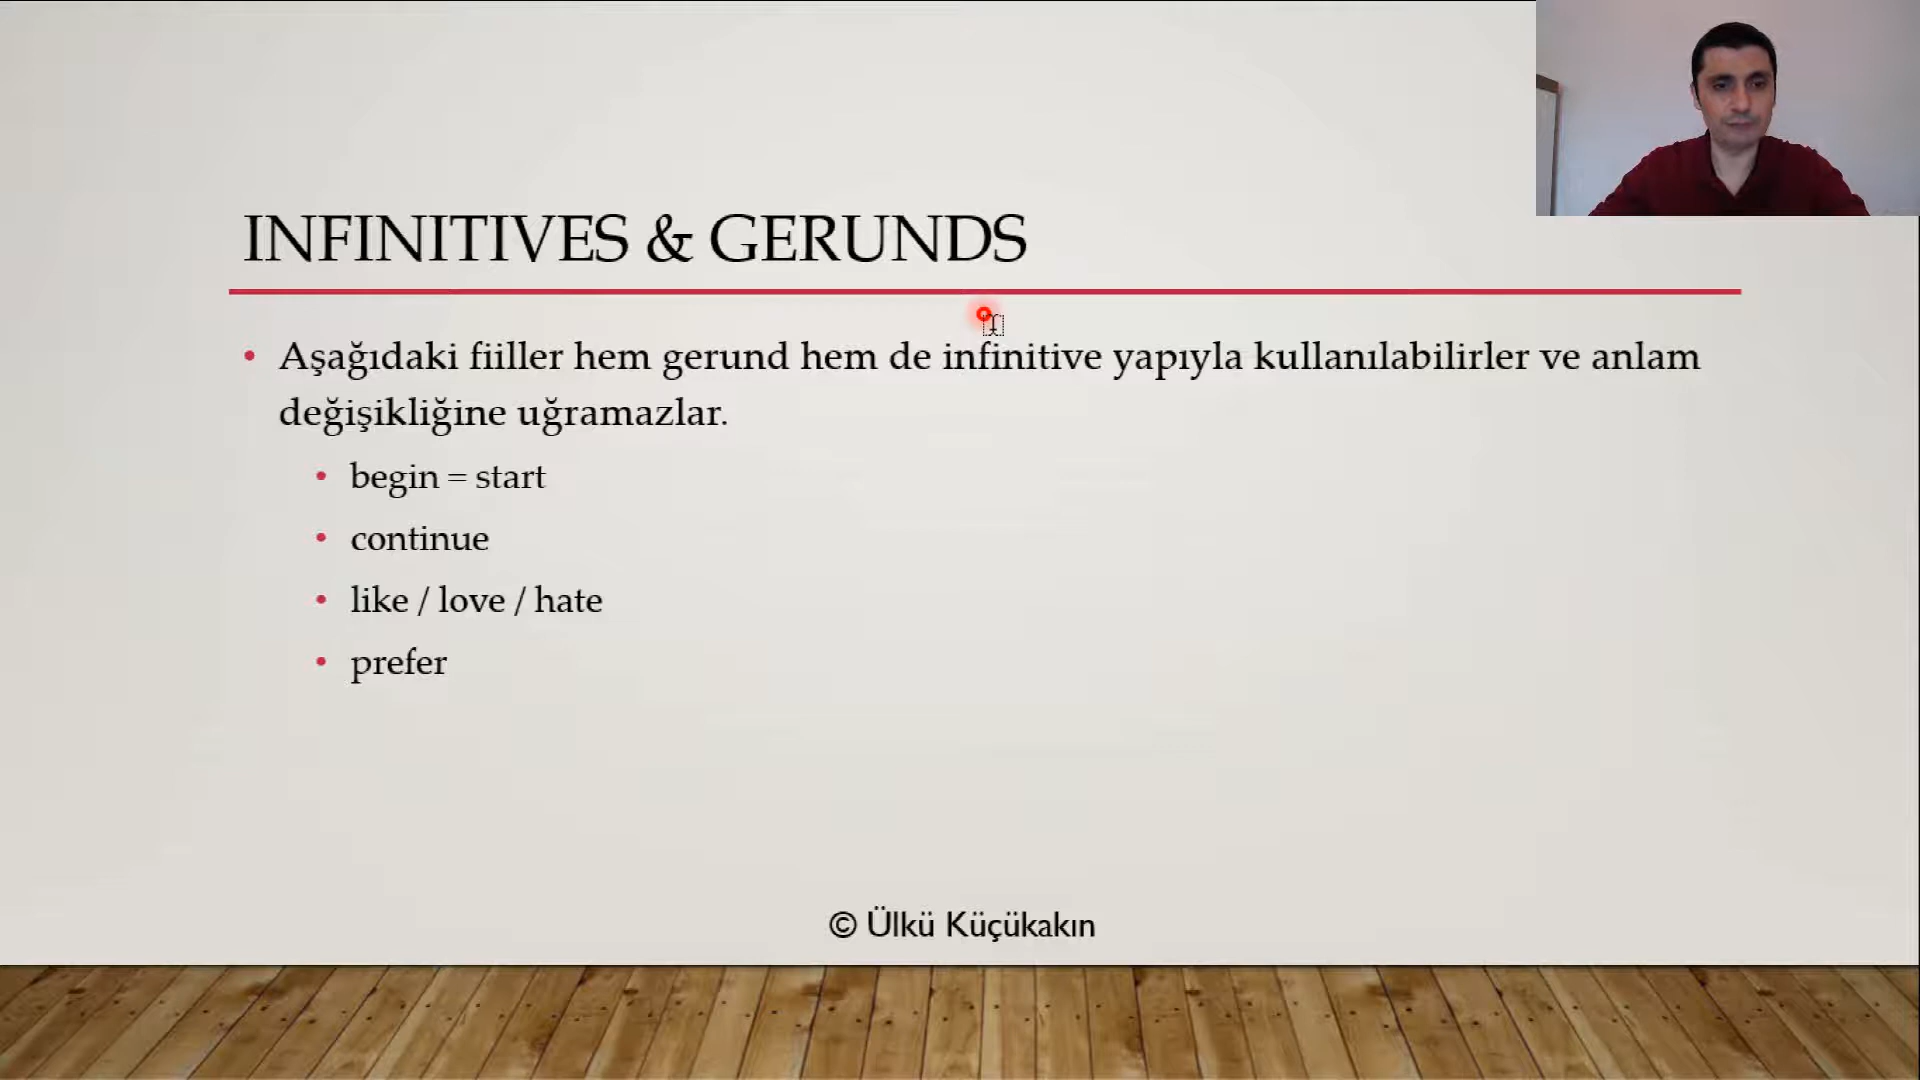 INFINITIVES & GERUNDS
• Aşağıdaki fiiller hem gerund hem de infinitive yapıyla kullanılabilirler ve anlam
değişikliğine uğramazlar.
• begin = start
• continue
• like / love / hate
• prefer
© Ülkü Küçükakın